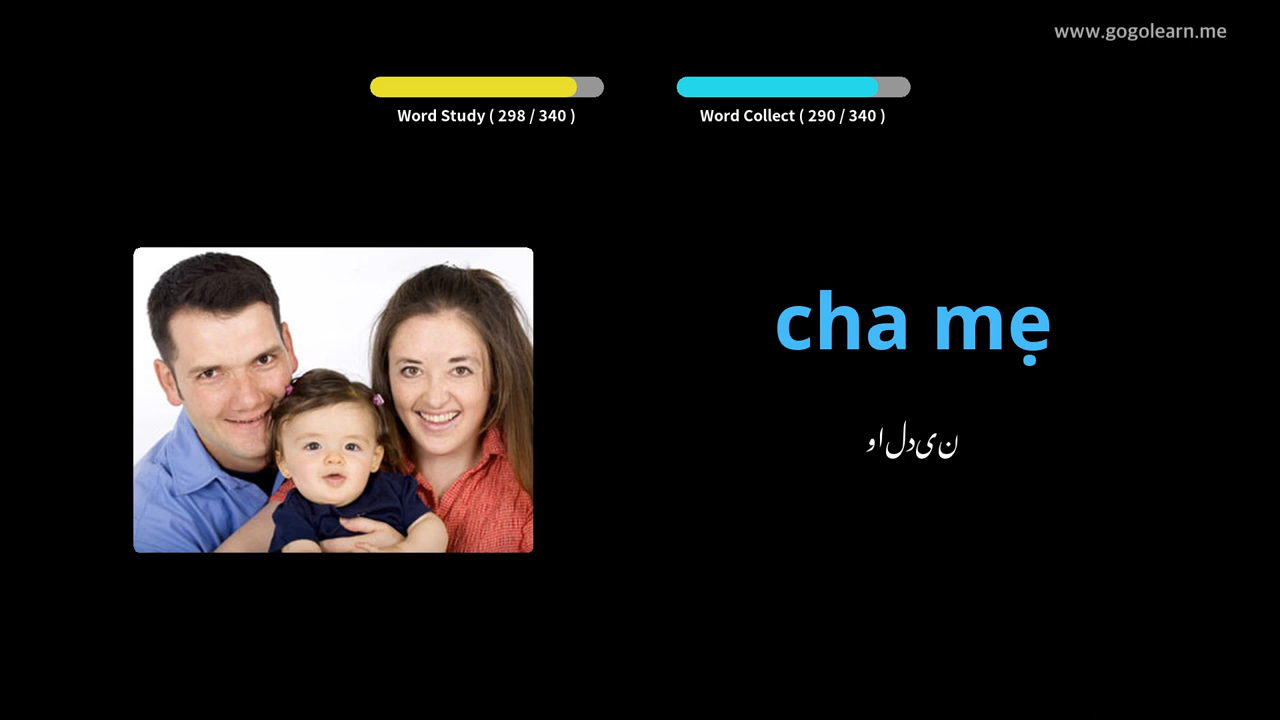 www.gogolearn.me
Word Study ( 298 / 340 )
Word Collect ( 290 / 340 )
cha mẹ
والدین